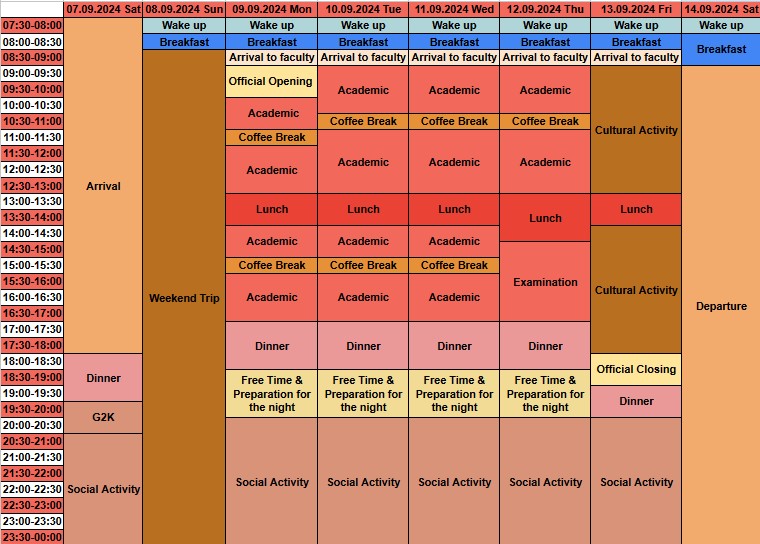 07.09.2024 Sat 08.09.2024 Sun 09.09.2024 Mon 10.09.2024 Tue 11.09.2024 Wed 12.09.2024 Thu 13.09.2024 Fri 14.09.2024 Sat
07:30-08:00 Wake up Wake up Wake up Wake up Wake up Wake up Wake up
08:00-08:30 Breakfast Breakfast Breakfast Breakfast Breakfast Breakfast Breakfast
08:30-09:00 Arrival to faculty Arrival to faculty Arrival to faculty Arrival to faculty Arrival to faculty
09:00-09:30 Official Opening
09:30-10:00 Academic Academic Academic
10:00-10:30 Academic
10:30-11:00 Coffee Break Coffee Break Coffee Break
11:00-11:30 Coffee Break Cultural Activity
11:30-12:00 Academic Academic Academic
12:00-12:30 Academic
12:30-13:00 Arrival
13:00-13:30 Lunch Lunch Lunch Lunch
13:30-14:00 Lunch
14:00-14:30 Academic Academic Academic
14:30-15:00
15:00-15:30 Coffee Break Coffee Break Coffee Break
15:30-16:00 Examination Cultural Activity
16:00-16:30 Weekend Trip Academic Academic Academic
16:30-17:00 Departure
17:00-17:30
17:30-18:00 Dinner Dinner Dinner Dinner
18:00-18:30 Official Closing
18:30-19:00 Dinner Free Time & Free Time & Free Time & Free Time &
19:00-19:30 Preparation for Preparation for Preparation for Preparation for Dinner
19:30-20:00 the night the night the night the night
20:00-20:30 G2K
20:30-21:00
21:00-21:30
21:30-22:00
22:00-22:30 Social Activity Social Activity Social Activity Social Activity Social Activity Social Activity
22:30-23:00
23:00-23:30
23:30-00:00